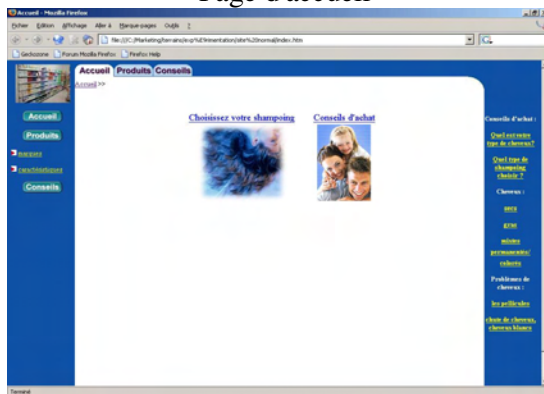 Page d'accueil
Accueil - Mozilla Firefox
Fichier Edition Affichage Aller à Marque-pages Outils ?
Gecbozone Forum Mozilla Firefox Firefox Help
Accueil Produits Conseils
Accueil >>
Choisissez votre shampoing Conseils d'achat
Accueil
Produits
marques
caractéristiques
Conseils
Conseils d'achat :
Quel est votre
type de cheveux?
Quel type de
shampoing
choisir ?
Cheveux :
secs
gras
mixtes
permanentés/
colorés
Problèmes de
cheveux :
les pellicules
chute de cheveux,
cheveux blancs
Terminé